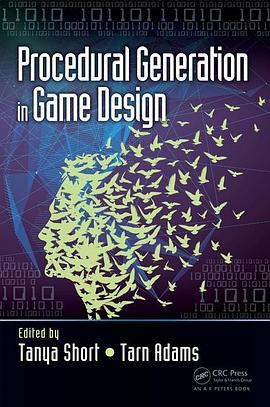 Procedural Generation
in Game Design
Edited by
Tanya Short • Tarn Adams
CRC Press
Taylor & Francis Group
AN A K PETERS BOOK